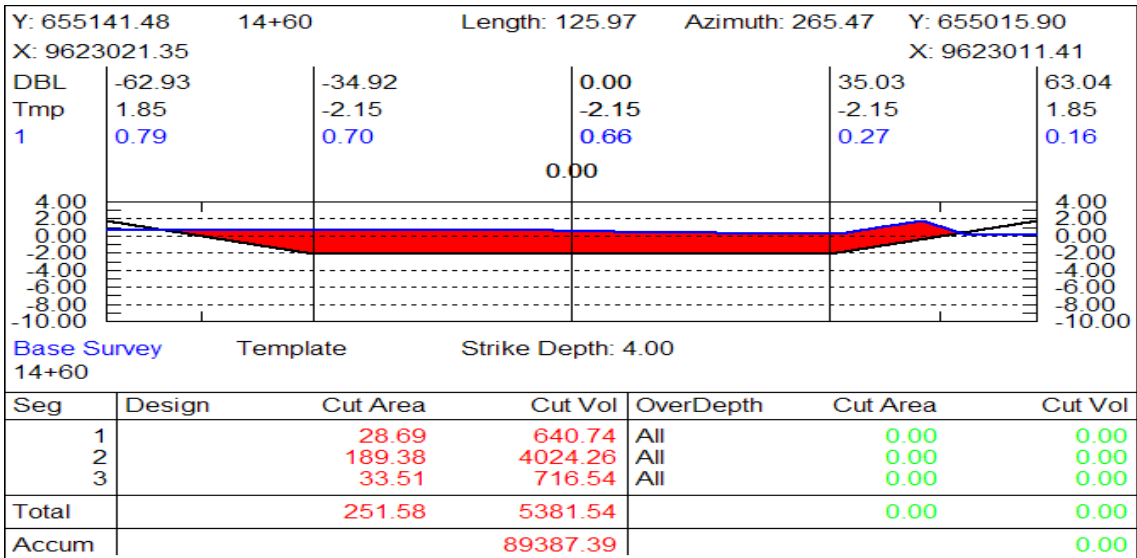 Y: 655141.48 14+60 Length: 125.97 Azimuth: 265.47 Y: 655015.90
X: 9623021.35 X: 9623011.41
DBL -62.93 -34.92 0.00 35.03 63.04
Tmp 1.85 -2.15 -2.15 -2.15 1.85
1 0.79 0.70 0.66 0.27 0.16
0.00
4.00 4.00
2.00 2.00
0.00 0.00
-2.00 -2.00
-4.00 -4.00
-6.00 -6.00
-8.00 -8.00
-10.00 -10.00
Base Survey Template Strike Depth: 4.00
14+60
Seg Design Cut Area Cut Vol OverDepth Cut Area Cut Vol
1 28.69 640.74 All 0.00 0.00
2 189.38 4024.26 All 0.00 0.00
3 33.51 716.54 All 0.00 0.00
Total 251.58 5381.54 0.00 0.00
Accum 89387.39 0.00